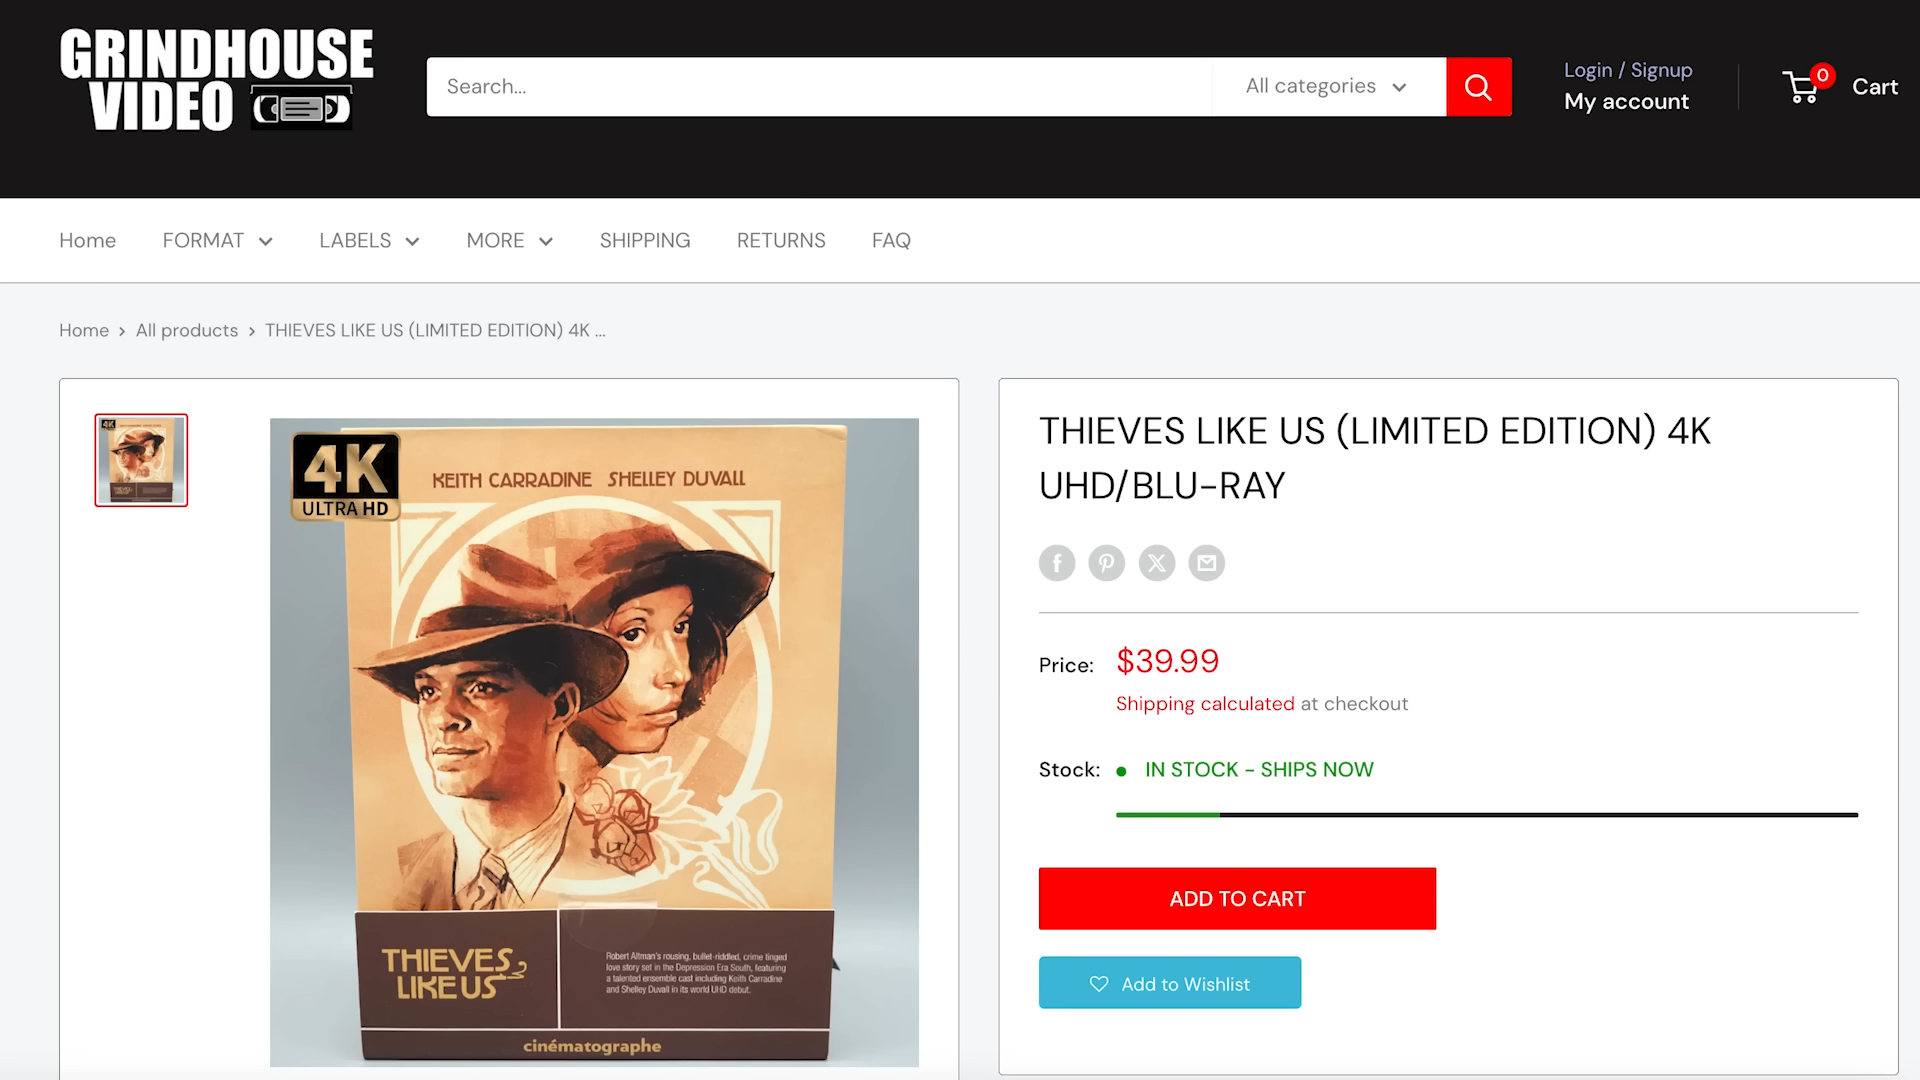 GRINDHOUSE
VIDEO
Search...
All categories
Login / Signup
My account
0
Cart
Home
FORMAT
LABELS
MORE
SHIPPING
RETURNS
FAQ
Home > All products > THIEVES LIKE US (LIMITED EDITION) 4K ...
4K
4K
ULTRA HD
KEITH CARRADINE SHELLEY DUVALL
THIEVES
LIKE US
Robert Altman's rousing, bullet-riddled, crime tinged
love story set in the Depression Era South, featuring
a talented ensemble cast including Keith Carradine
and Shelley Duvall in its world UHD debut.
cinématographe
THIEVES LIKE US (LIMITED EDITION) 4K
UHD/BLU-RAY
Price: $39.99
Shipping calculated at checkout
Stock: IN STOCK - SHIPS NOW
ADD TO CART
Add to Wishlist